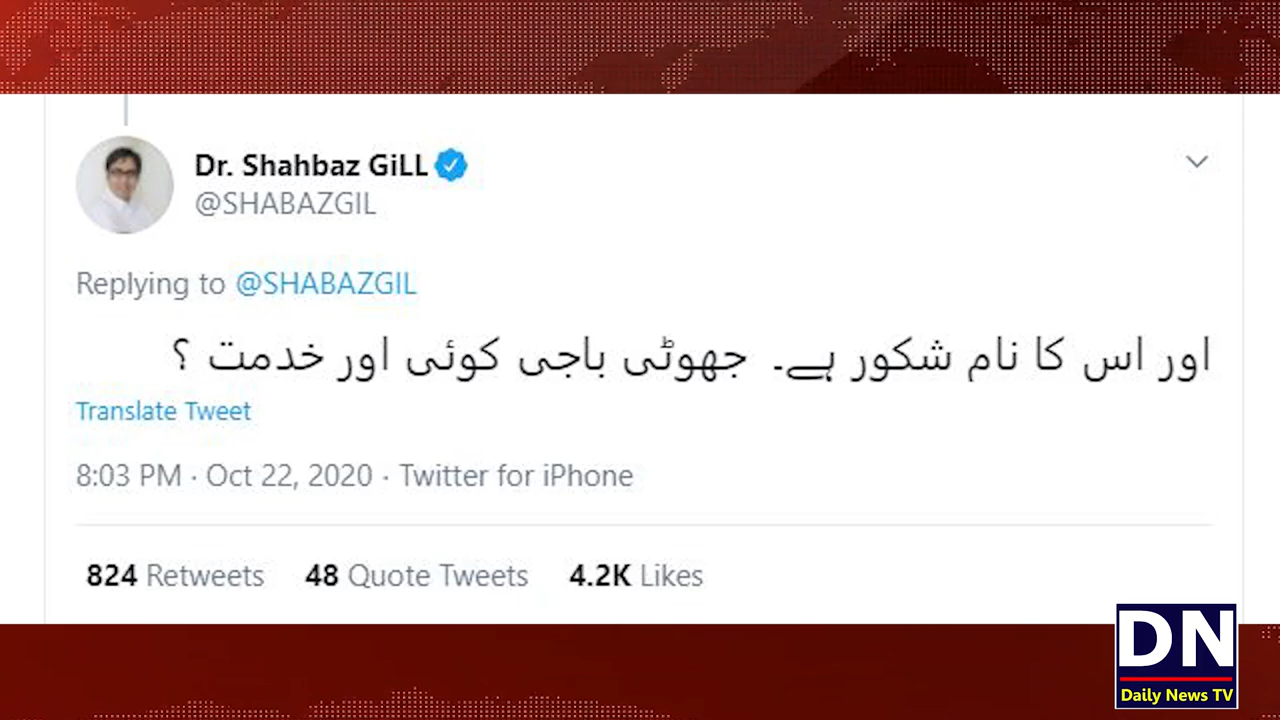 Dr. Shahbaz GiLL
@SHABAZGIL
Replying to @SHABAZGIL
اور اس کا نام شکور ہے۔ جھوٹی باجی کوئی اور خدمت ؟
Translate Tweet
8:03 PM · Oct 22, 2020 · Twitter for iPhone
824 Retweets 48 Quote Tweets 4.2K Likes
DN
Daily News TV